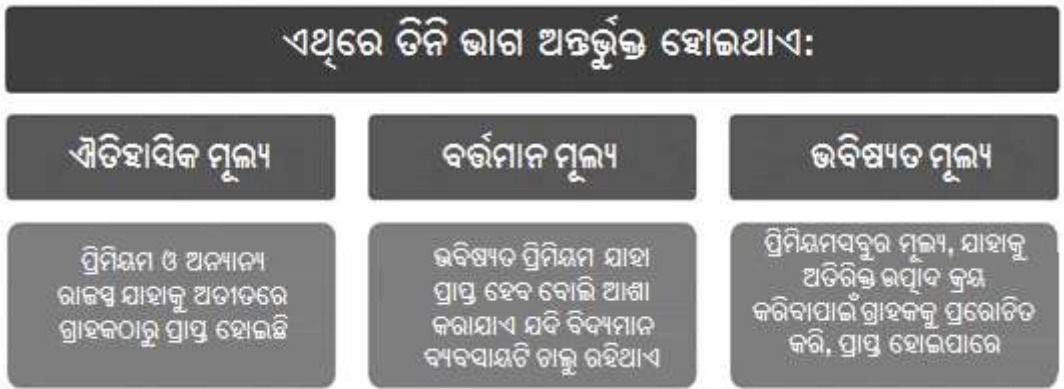 ଏଥିରେ ତିନି ଭାଗ ଅନ୍ତର୍ଭୁକ୍ତ ହୋଇଥାଏ:
ଐତିହାସିକ ମୂଲ୍ୟ
ପ୍ରିମିୟମ ଓ ଅନ୍ୟାନ୍ୟ
ରାଜସ୍ୱ ଯାହାକୁ ଅତୀତରେ
ଗ୍ରାହକଠାରୁ ପ୍ରାପ୍ତ ହୋଇଛି
ବର୍ତ୍ତମାନ ମୂଲ୍ୟ
ଭବିଷ୍ୟତ ପ୍ରିମିୟମ ଯାହା
ପ୍ରାପ୍ତ ହେବ ବୋଲି ଆଶା
କରାଯାଏ ଯଦି ବିଦ୍ୟମାନ
ବ୍ୟବସାୟଟି ଚାଲୁ ରହିଥାଏ
ଭବିଷ୍ୟତ ମୂଲ୍ୟ
ପ୍ରିମିୟମସବୁର ମୂଲ୍ୟ, ଯାହାକୁ
ଅତିରିକ୍ତ ଉତ୍ପାଦ କ୍ରୟ
କରିବାପାଇଁ ଗ୍ରାହକକୁ ପ୍ରରୋଚିତ
କରି, ପ୍ରାପ୍ତ ହୋଇପାରେ